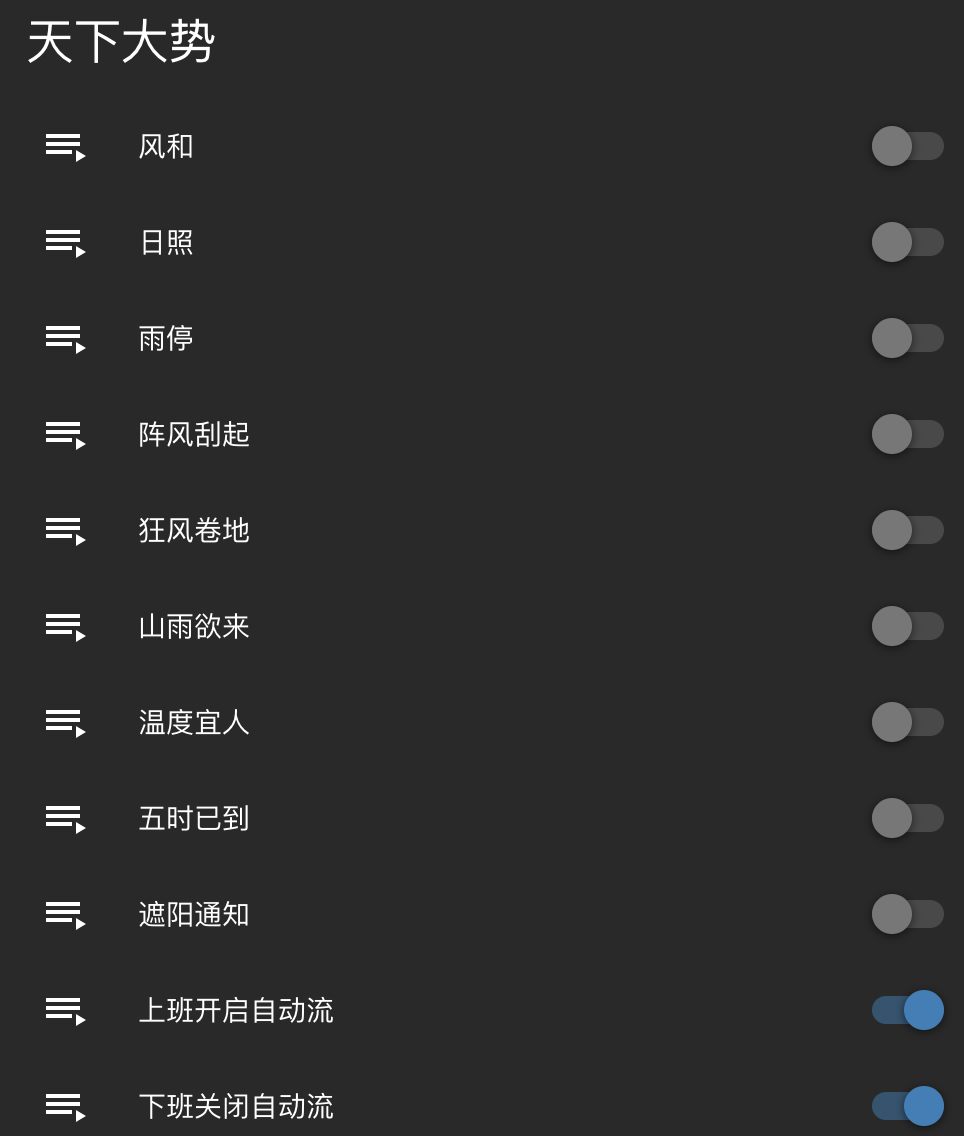 天下大势
风和
日照
雨停
阵风刮起
狂风卷地
山雨欲来
温度宜人
五时已到
遮阳通知
上班开启自动流
下班关闭自动流